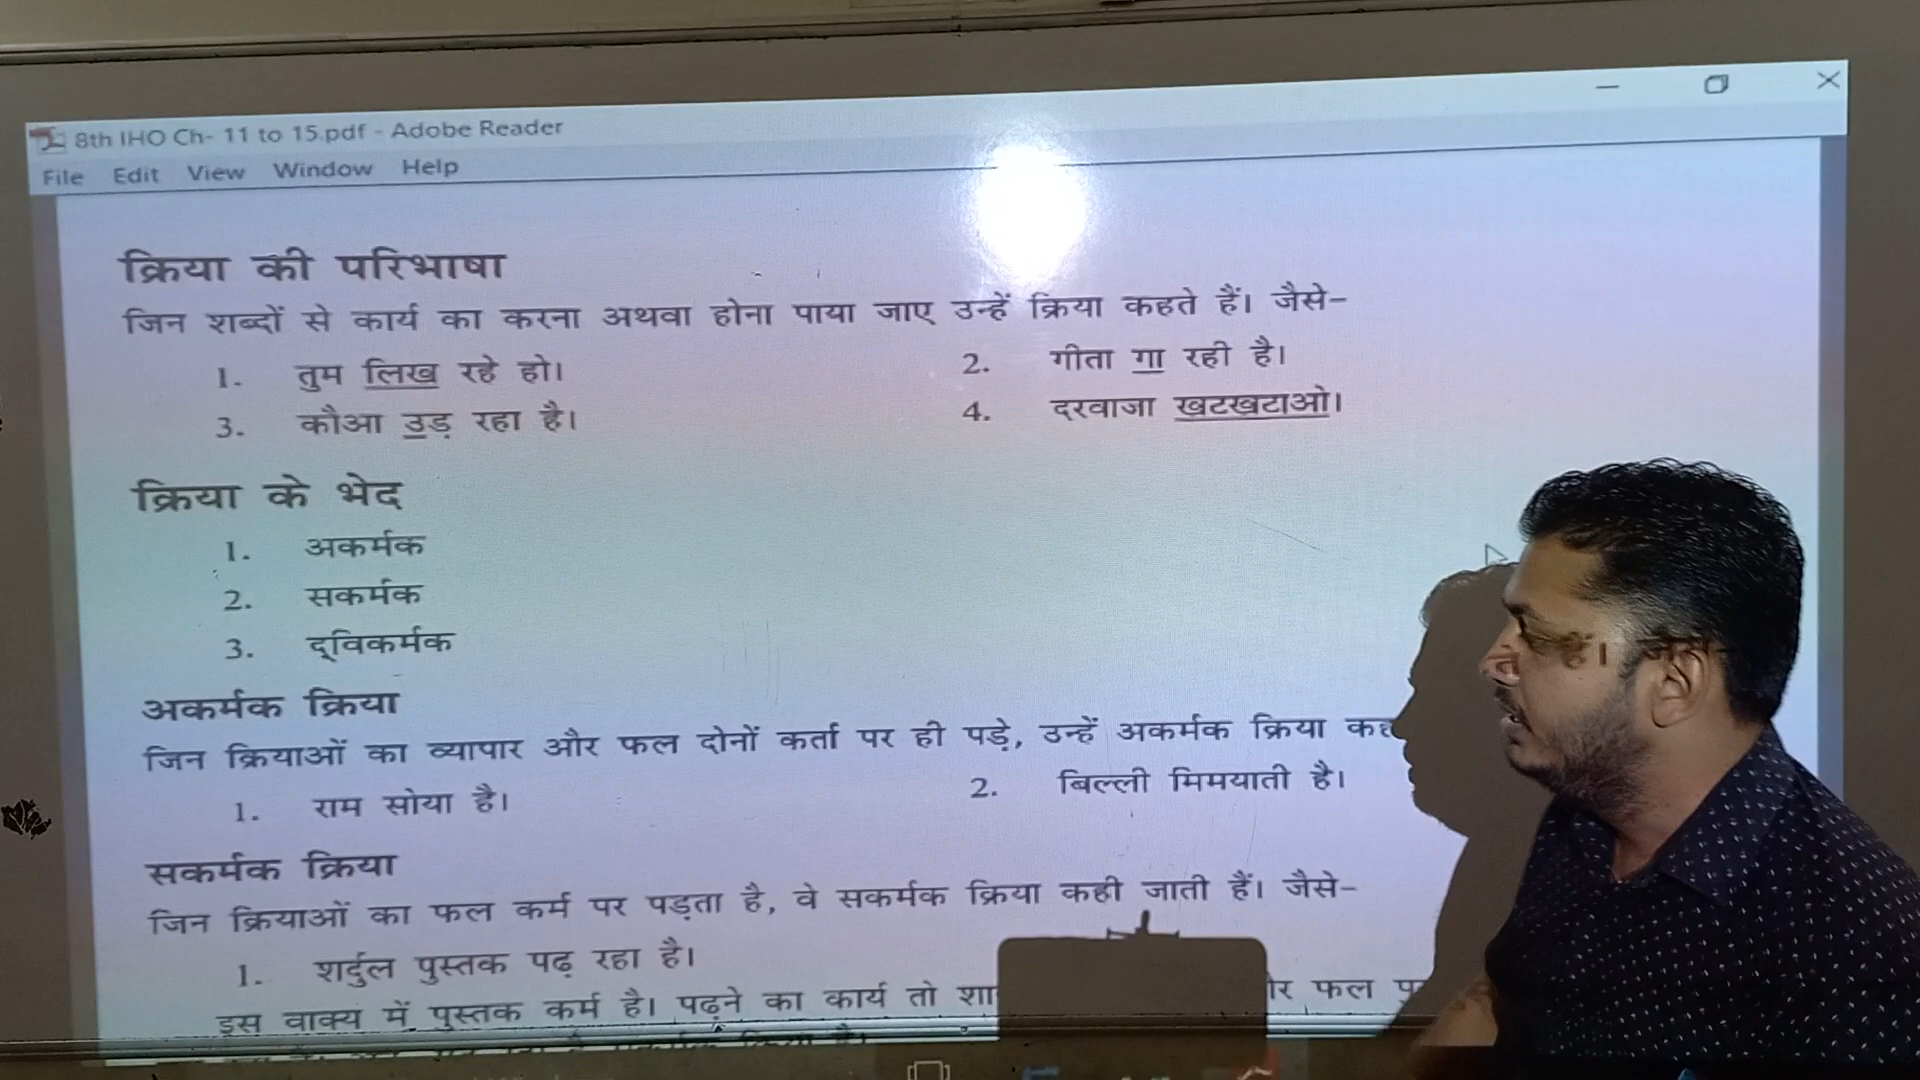 8th IHO Ch- 11 to 15.pdf - Adobe Reader
File Edit View Window Help
क्रिया की परिभाषा
जिन शब्दों से कार्य का करना अथवा होना पाया जाए उन्हें क्रिया कहते हैं। जैसे-
1. तुम लिख रहे हो।
2. गीता गा रही है।
3. कौआ उड़ रहा है।
4. दरवाजा खटखटाओ।
क्रिया के भेद
1. अकर्मक
2. सकर्मक
3. द्विकर्मक
अकर्मक क्रिया
जिन क्रियाओं का व्यापार और फल दोनों कर्ता पर ही पड़े, उन्हें अकर्मक क्रिया
1. राम सोया है।
2. बिल्ली मिमयाती है।
सकर्मक क्रिया
जिन क्रियाओं का फल कर्म पर पड़ता है, वे सकर्मक क्रिया कही जाती हैं। जैसे-
1. शर्दुल पुस्तक पढ़ रहा है।
इस वाक्य में पुस्तक कर्म है। पढ़ने का कार्य तो फल